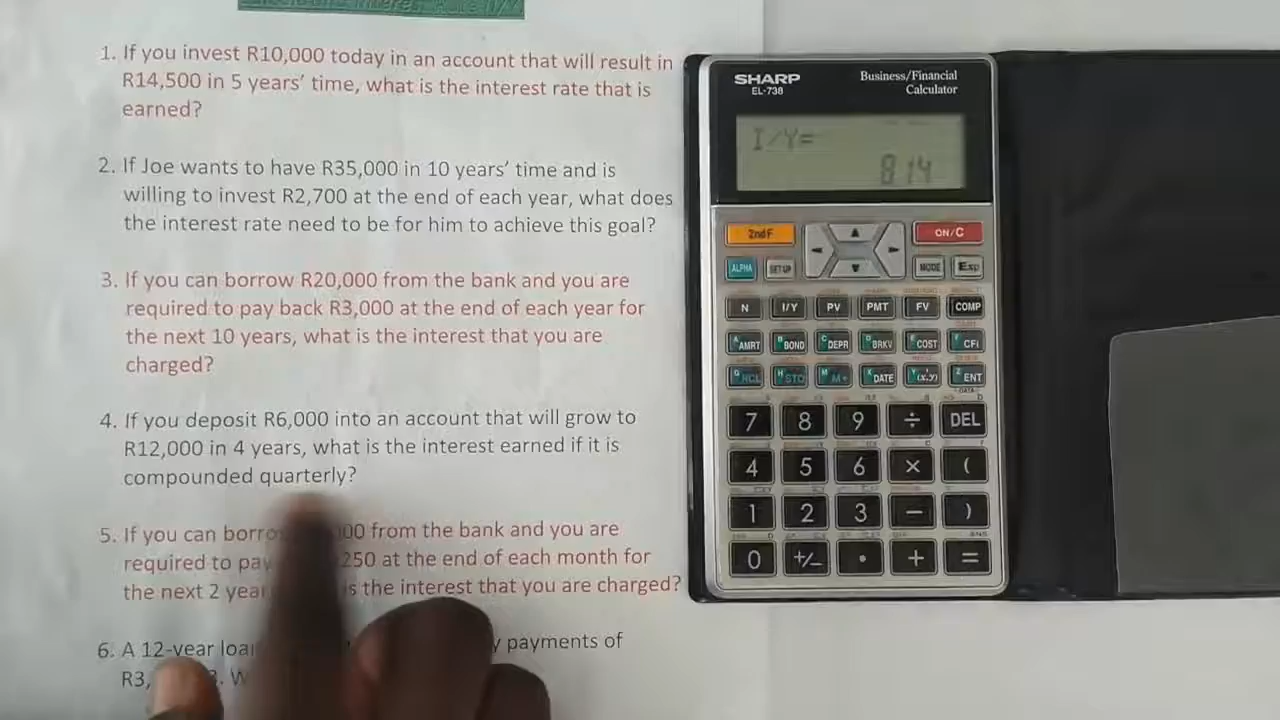 1. If you invest R10,000 today in an account that will result in
R14,500 in 5 years' time, what is the interest rate that is
earned?
2. If Joe wants to have R35,000 in 10 years' time and is
willing to invest R2,700 at the end of each year, what does
the interest rate need to be for him to achieve this goal?
3. If you can borrow R20,000 from the bank and you are
required to pay back R3,000 at the end of each year for
the next 10 years, what is the interest that you are
charged?
4. If you deposit R6,000 into an account that will grow to
R12,000 in 4 years, what is the interest earned if it is
compounded quarterly?
5. If you can from the bank and you are
required to 250 at the end of each month for
the next 2 the interest that you are charged?
6. A 12-year payments of
SHARP
EL-738
Business/Financial
Calculator
I/Y=
8.14
2ndF
ON/C
ALPHA
SET UP
MODE
Exp
N I/Y PV PMT FV COMP
AMRT BOND DEPR BRKV COST CFi
RCL STO M+ DATE (x,y) ENT
7 8 9 ÷ DEL
4 5 6 × (
1 2 3 − )
0 +/− • + =